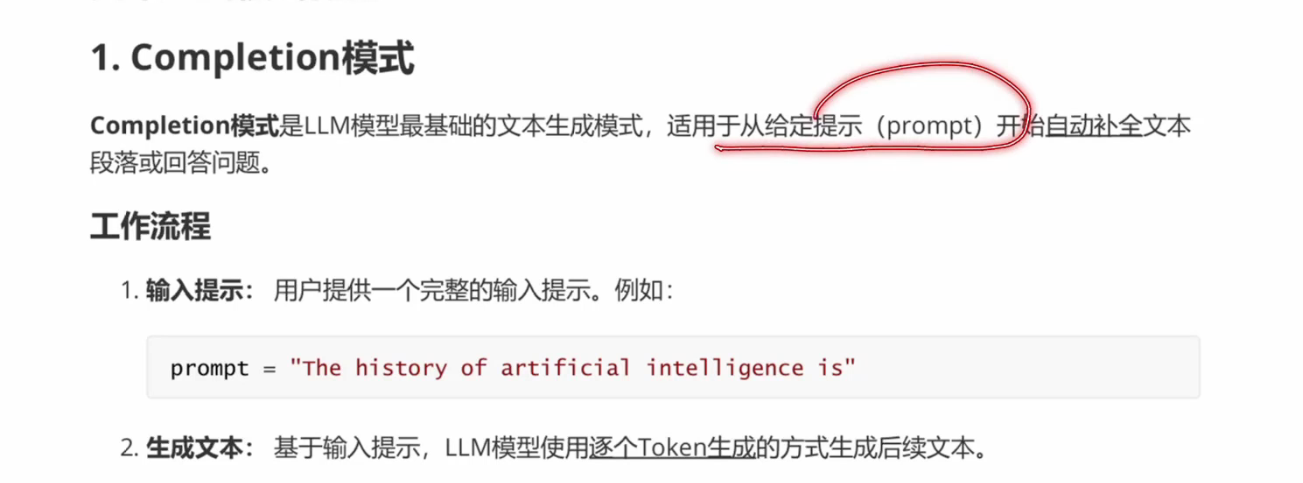 1. Completion模式
Completion模式是LLM模型最基础的文本生成模式，适用于从给定提示（prompt）开始自动补全文本
段落或回答问题。
工作流程
1. 输入提示： 用户提供一个完整的输入提示。例如：
prompt = "The history of artificial intelligence is"
2. 生成文本： 基于输入提示，LLM模型使用逐个Token生成的方式生成后续文本。